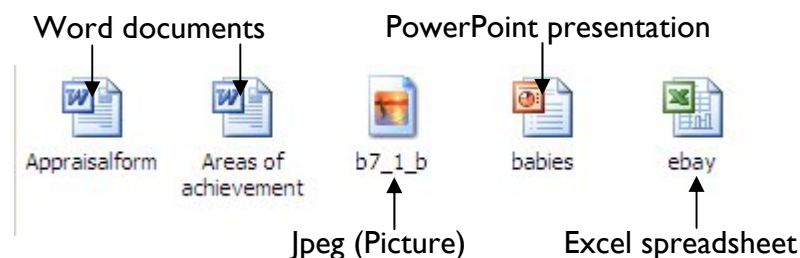 Word documents PowerPoint presentation
Appraisalform Areas of achievement b7_1_b babies ebay
Jpeg (Picture) Excel spreadsheet